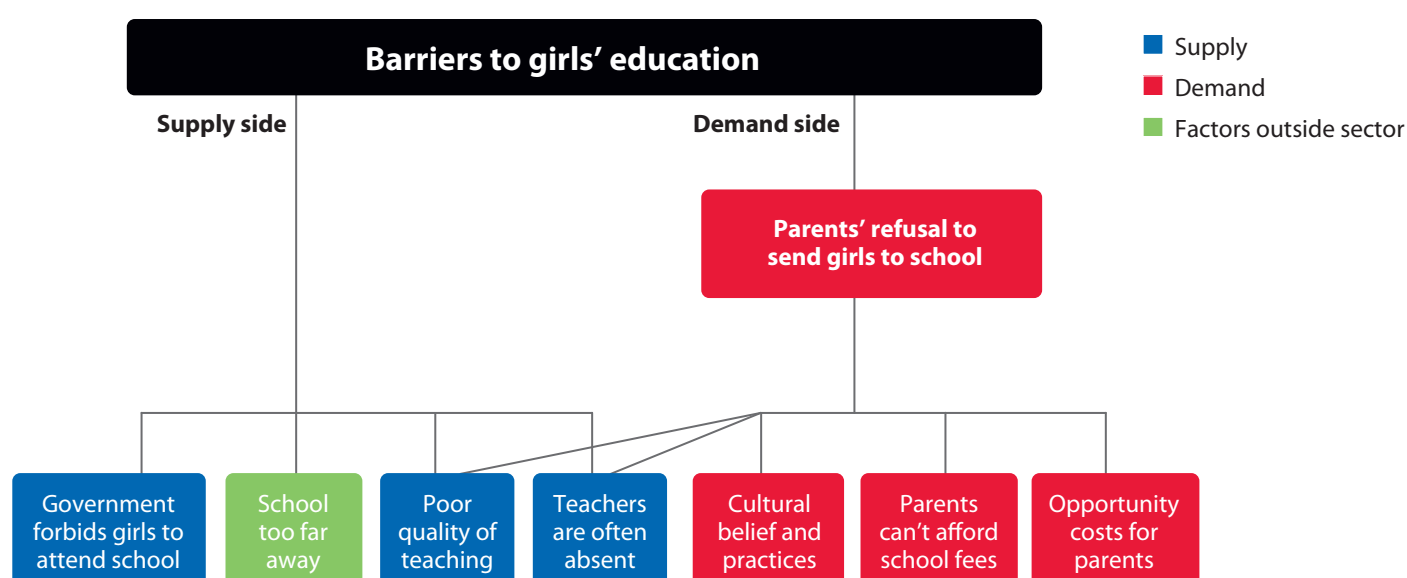 Barriers to girls’ education
Supply
Demand
Factors outside sector
Supply side
Demand side
Parents’ refusal to
send girls to school
Government
forbids girls to
attend school
School
too far
away
Poor
quality of
teaching
Teachers
are often
absent
Cultural
belief and
practices
Parents
can’t afford
school fees
Opportunity
costs for
parents